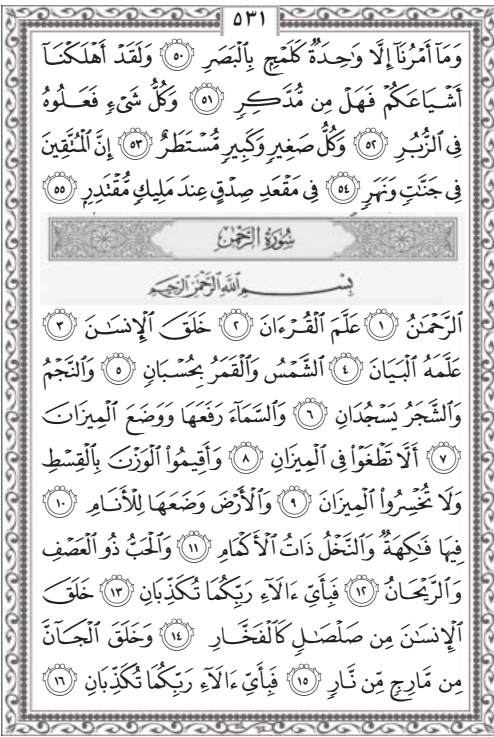 ٥٣١
وَمَآ أَمْرُنَآ إِلَّا وَٰحِدَةٌ كَلَمْحٍۭ بِٱلْبَصَرِ ٥٠ وَلَقَدْ أَهْلَكْنَآ
أَشْيَاعَكُمْ فَهَلْ مِن مُّدَّكِرٍ ٥١ وَكُلُّ شَىْءٍ فَعَلُوهُ
فِى ٱلزُّبُرِ ٥٢ وَكُلُّ صَغِيرٍ وَكَبِيرٍ مُّسْتَطَرٌ ٥٣ إِنَّ ٱلْمُتَّقِينَ
فِى جَنَّٰتٍ وَنَهَرٍ ٥٤ فِى مَقْعَدِ صِدْقٍ عِندَ مَلِيكٍ مُّقْتَدِرٍۭ ٥٥
سُورَةُ الرَّحْمَٰنِ
بِسْمِ ٱللَّهِ ٱلرَّحْمَٰنِ ٱلرَّحِيمِ
ٱلرَّحْمَٰنُ ١ عَلَّمَ ٱلْقُرْءَانَ ٢ خَلَقَ ٱلْإِنسَٰنَ ٣
عَلَّمَهُ ٱلْبَيَانَ ٤ ٱلشَّمْسُ وَٱلْقَمَرُ بِحُسْبَانٍ ٥ وَٱلنَّجْمُ
وَٱلشَّجَرُ يَسْجُدَانِ ٦ وَٱلسَّمَآءَ رَفَعَهَا وَوَضَعَ ٱلْمِيزَانَ
٧ أَلَّا تَطْغَوْا۟ فِى ٱلْمِيزَانِ ٨ وَأَقِيمُوا۟ ٱلْوَزْنَ بِٱلْقِسْطِ
وَلَا تُخْسِرُوا۟ ٱلْمِيزَانَ ٩ وَٱلْأَرْضَ وَضَعَهَا لِلْأَنَامِ ١٠
فِيهَا فَٰكِهَةٌ وَٱلنَّخْلُ ذَاتُ ٱلْأَكْمَامِ ١١ وَٱلْحَبُّ ذُو ٱلْعَصْفِ
وَٱلرَّيْحَانُ ١٢ فَبِأَىِّ ءَالَآءِ رَبِّكُمَا تُكَذِّبَانِ ١٣ خَلَقَ
ٱلْإِنسَٰنَ مِن صَلْصَٰلٍ كَٱلْفَخَّارِ ١٤ وَخَلَقَ ٱلْجَآنَّ
مِن مَّارِجٍ مِّن نَّارٍ ١٥ فَبِأَىِّ ءَالَآءِ رَبِّكُمَا تُكَذِّبَانِ ١٦